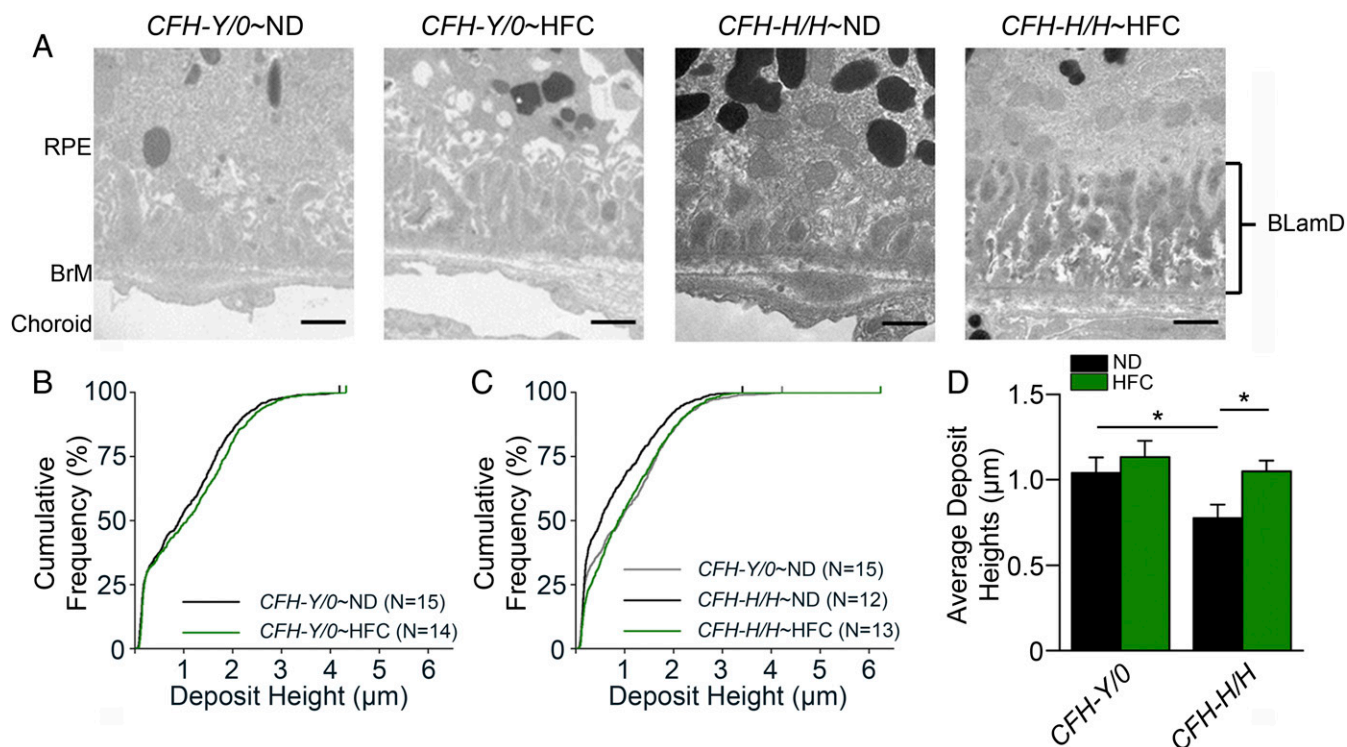 CFH-Y/0~ND
CFH-Y/0~HFC
CFH-H/H~ND
CFH-H/H~HFC
A
RPE
BrM
Choroid
BLamD
B
100
75
50
25
0
Cumulative
Frequency (%)
CFH-Y/0~ND (N=15)
CFH-Y/0~HFC (N=14)
1 2 3 4 5 6
Deposit Height (µm)
C
100
75
50
25
0
Cumulative
Frequency (%)
CFH-Y/0~ND (N=15)
CFH-H/H~ND (N=12)
CFH-H/H~HFC (N=13)
1 2 3 4 5 6
Deposit Height (µm)
D
ND
HFC
1.5
1.0
0.5
0
Average Deposit
Heights (µm)
*
*
CFH-Y/0
CFH-H/H